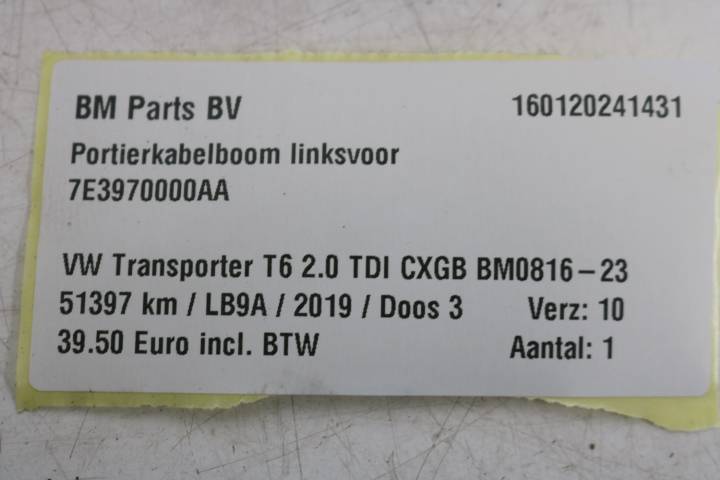 BM Parts BV 160120241431
Portierkabelboom linksvoor
7E3970000AA
VW Transporter T6 2.0 TDI CXGB BM0816-23
51397 km / LB9A / 2019 / Doos 3 Verz: 10
39.50 Euro incl. BTW Aantal: 1